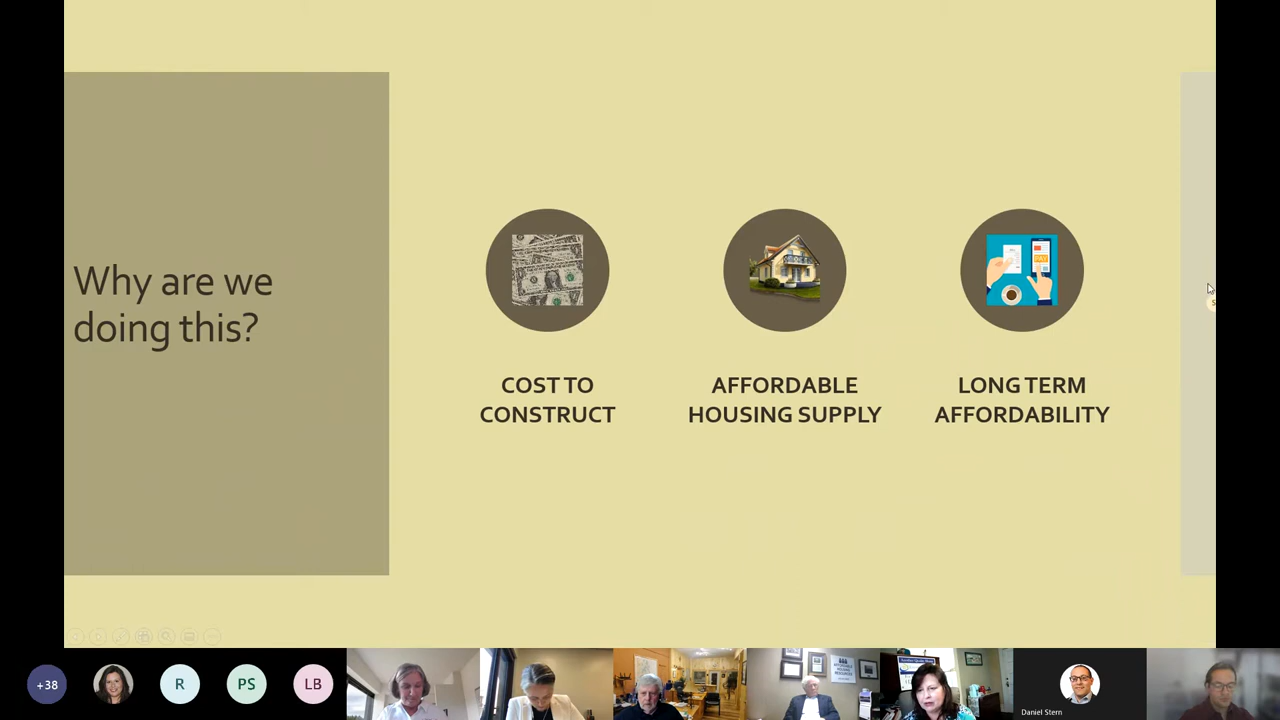 Why are we
doing this?
COST TO
CONSTRUCT
AFFORDABLE
HOUSING SUPPLY
LONG TERM
AFFORDABILITY
PAY
+38
R
PS
LB
Daniel Stern